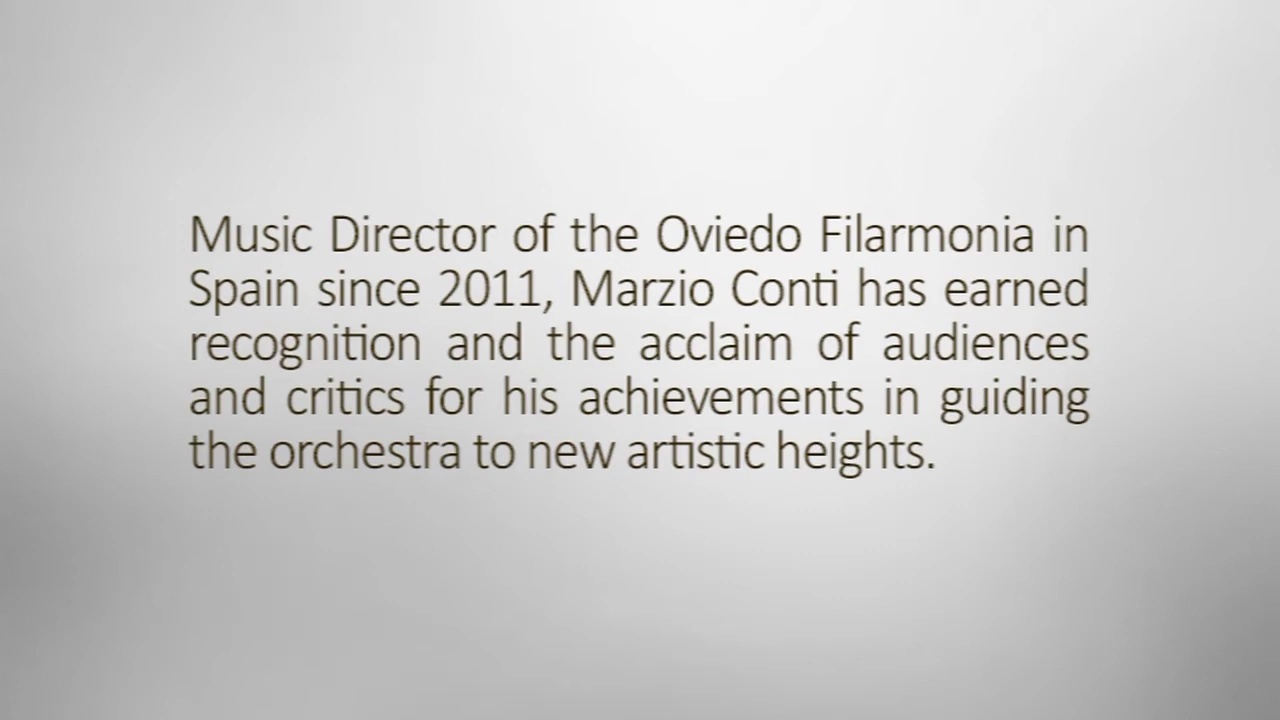 Music Director of the Oviedo Filarmonia in
Spain since 2011, Marzio Conti has earned
recognition and the acclaim of audiences
and critics for his achievements in guiding
the orchestra to new artistic heights.